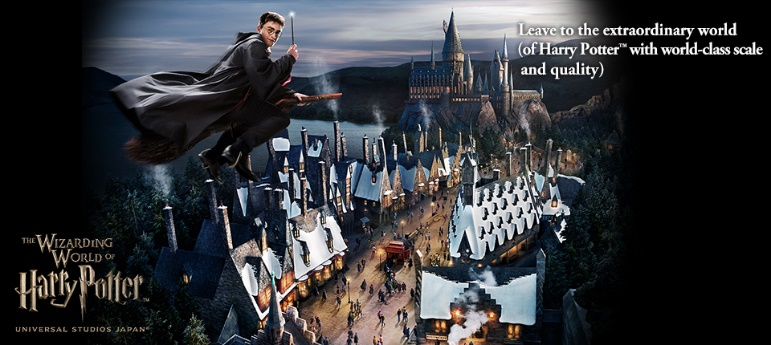 Leave to the extraordinary world
(of Harry Potter™ with world-class scale
and quality)
THE WIZARDING
WORLD OF
Harry Potter™
UNIVERSAL STUDIOS JAPAN®